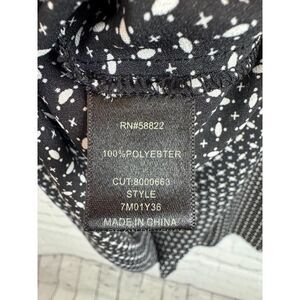 RN#58822
100%POLYESTER
CUT:8000663
STYLE
7M01Y36
MADE IN CHINA